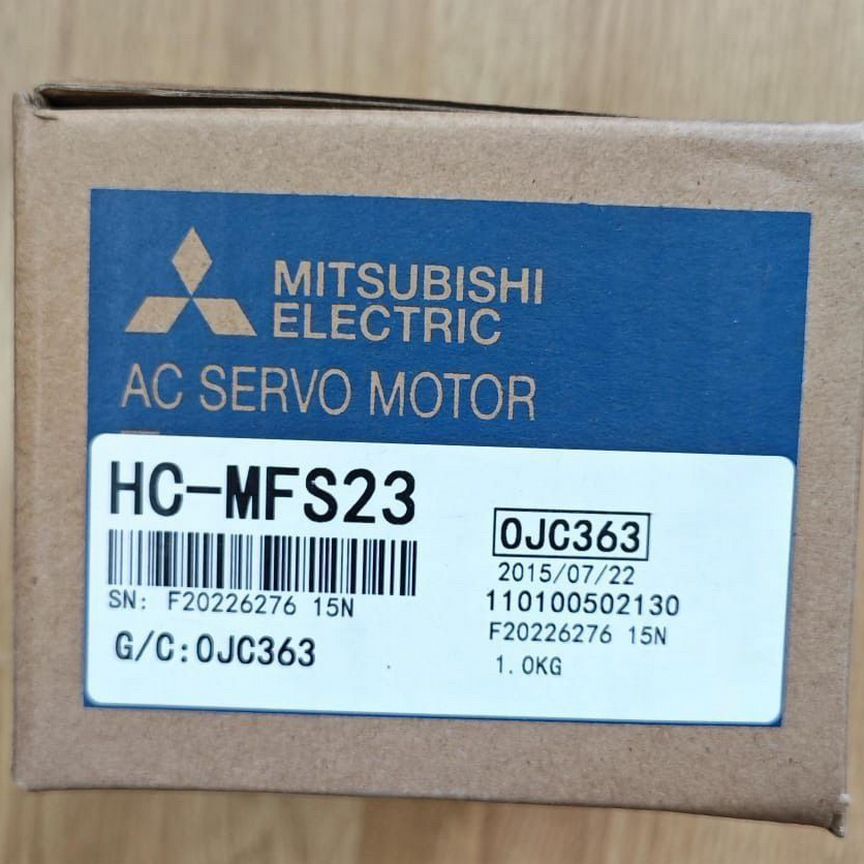 MITSUBISHI
ELECTRIC
AC SERVO MOTOR
HC-MFS23
SN: F20226276 15N
G/C:0JC363
0JC363
2015/07/22
110100502130
F20226276 15N
1.0KG